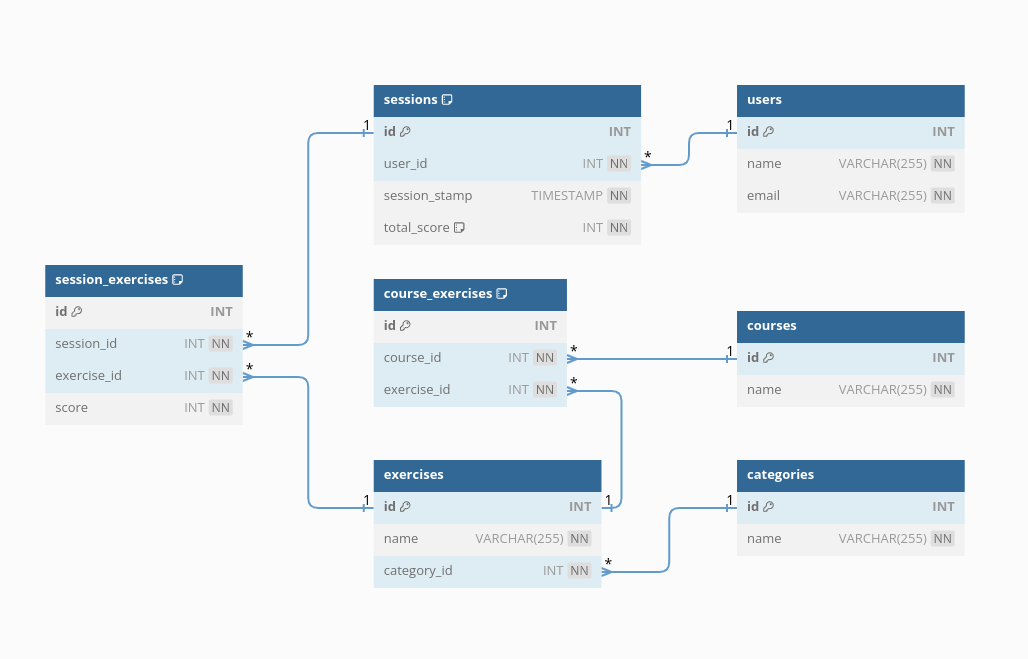 sessions
id INT
user_id INT NN
session_stamp TIMESTAMP NN
total_score INT NN
users
id INT
name VARCHAR(255) NN
email VARCHAR(255) NN
session_exercises
id INT
session_id INT NN
exercise_id INT NN
score INT NN
course_exercises
id INT
course_id INT NN
exercise_id INT NN
courses
id INT
name VARCHAR(255) NN
exercises
id INT
name VARCHAR(255) NN
category_id INT NN
categories
id INT
name VARCHAR(255) NN
1
*
1
*
*
1
*
1
*
1
1
*